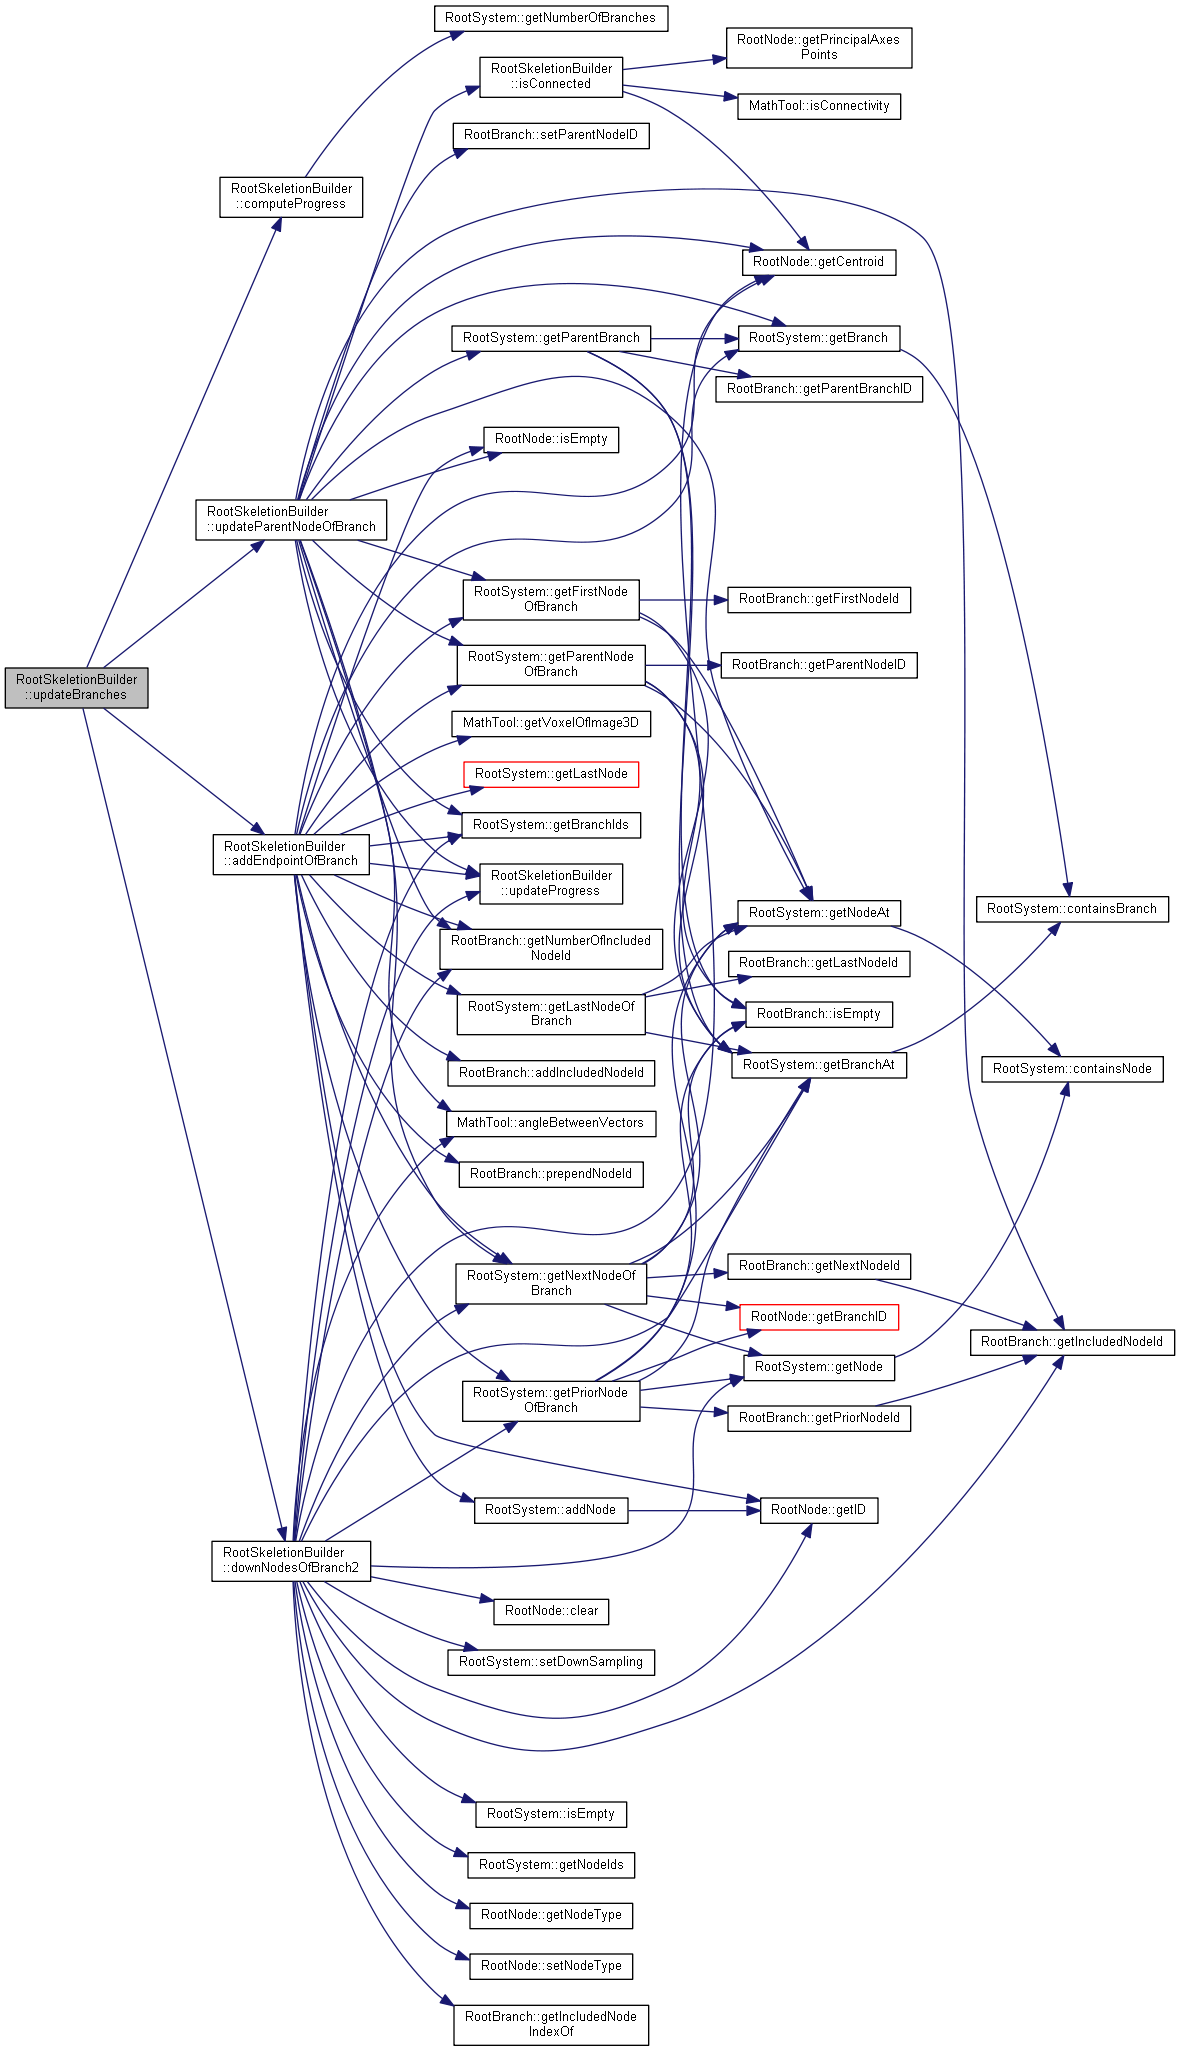 RootSystem::getNumberOfBranches
RootSkeletionBuilder
::isConnected
RootNode::getPrincipalAxes
Points
MathTool::isConnectivity
RootBranch::setParentNodeID
RootSkeletionBuilder
::computeProgress
RootNode::getCentroid
RootSystem::getParentBranch
RootSystem::getBranch
RootBranch::getParentBranchID
RootNode::isEmpty
RootSkeletionBuilder
::updateParentNodeOfBranch
RootSystem::getFirstNode
OfBranch
RootBranch::getFirstNodeId
RootSystem::getParentNode
OfBranch
RootBranch::getParentNodeID
RootSkeletionBuilder
::updateBranches
MathTool::getVoxelOfImage3D
RootSystem::getLastNode
RootSystem::getBranchIds
RootSkeletionBuilder
::addEndpointOfBranch
RootSkeletionBuilder
::updateProgress
RootSystem::getNodeAt
RootSystem::containsBranch
RootBranch::getNumberOfIncluded
NodeId
RootBranch::getLastNodeId
RootSystem::getLastNodeOf
Branch
RootBranch::isEmpty
RootSystem::getBranchAt
RootSystem::containsNode
RootBranch::addIncludedNodeId
MathTool::angleBetweenVectors
RootBranch::prependNodeId
RootSystem::getNextNodeOf
Branch
RootBranch::getNextNodeId
RootNode::getBranchID
RootBranch::getIncludedNodeId
RootSystem::getNode
RootSystem::getPriorNode
OfBranch
RootBranch::getPriorNodeId
RootSystem::addNode
RootNode::getID
RootSkeletionBuilder
::downNodesOfBranch2
RootNode::clear
RootSystem::setDownSampling
RootSystem::isEmpty
RootSystem::getNodeIds
RootNode::getNodeType
RootNode::setNodeType
RootBranch::getIncludedNode
IndexOf